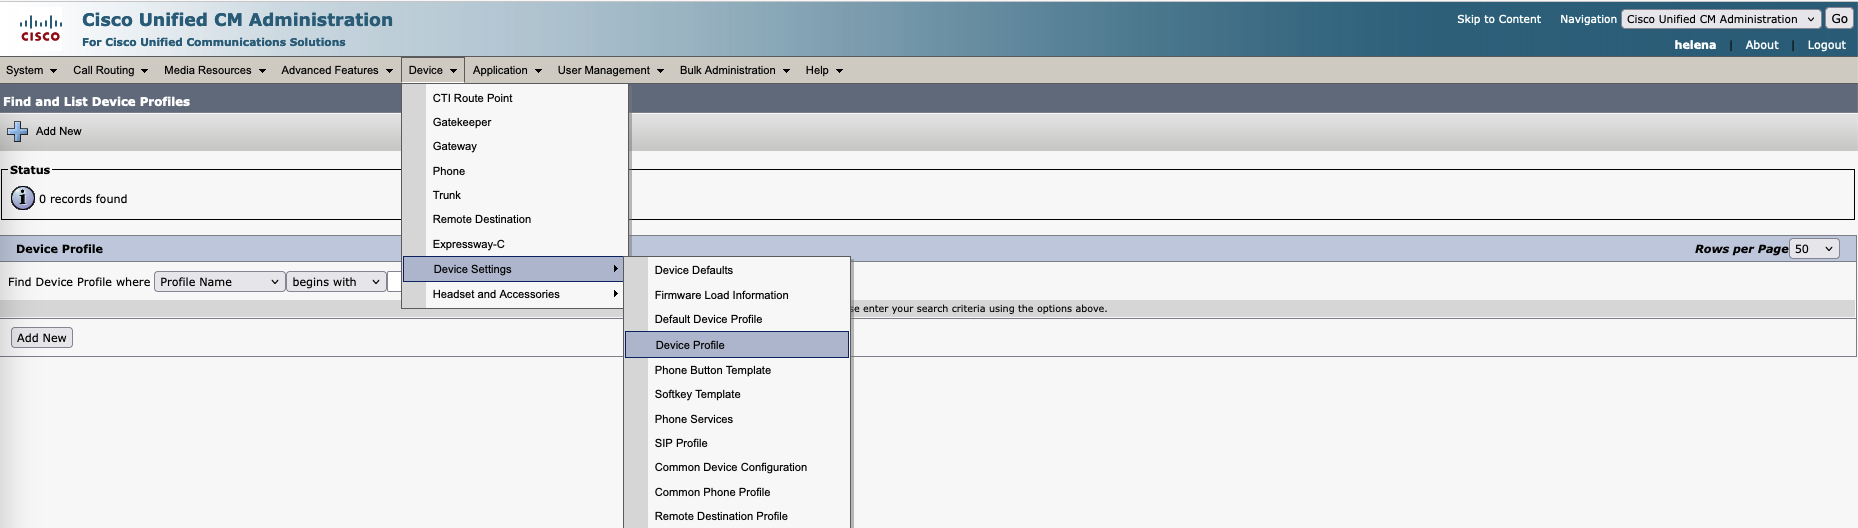 Cisco Unified CM Administration
CISCO
For Cisco Unified Communications Solutions
Skip to Content Navigation Cisco Unified CM Administration Go
helena | About | Logout
System Call Routing Media Resources Advanced Features Device Application User Management Bulk Administration Help
Find and List Device Profiles
Add New
Status
0 records found
Device Profile
Rows per Page 50
Find Device Profile where Profile Name begins with
enter your search criteria using the options above.
Add New
CTI Route Point
Gatekeeper
Gateway
Phone
Trunk
Remote Destination
Expressway-C
Device Settings
Headset and Accessories
Device Defaults
Firmware Load Information
Default Device Profile
Device Profile
Phone Button Template
Softkey Template
Phone Services
SIP Profile
Common Device Configuration
Common Phone Profile
Remote Destination Profile